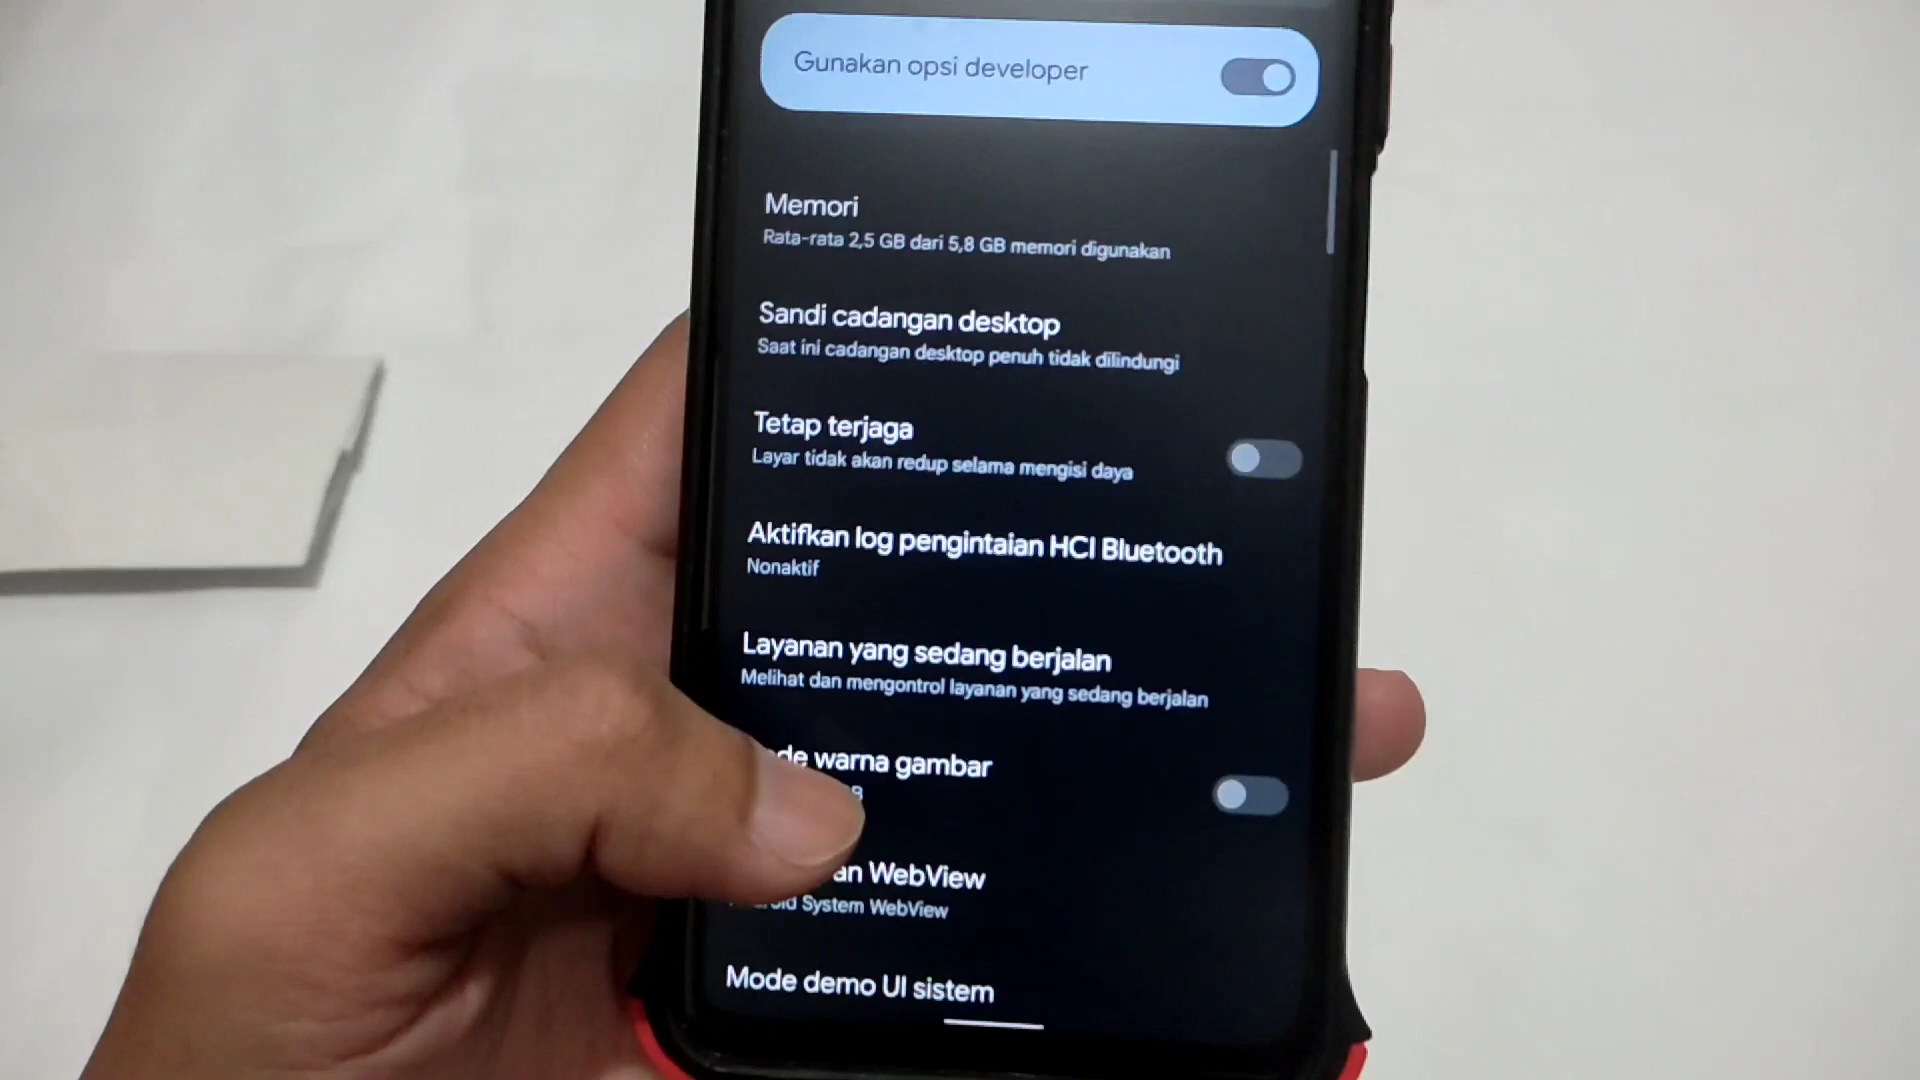 Gunakan opsi developer
Memori
Rata-rata 2,5 GB dari 5,8 GB memori digunakan
Sandi cadangan desktop
Saat ini cadangan desktop penuh tidak dilindungi
Tetap terjaga
Layar tidak akan redup selama mengisi daya
Aktifkan log pengintaian HCI Bluetooth
Nonaktif
Layanan yang sedang berjalan
Melihat dan mengontrol layanan yang sedang berjalan
warna gambar
WebView
System WebView
Mode demo UI sistem